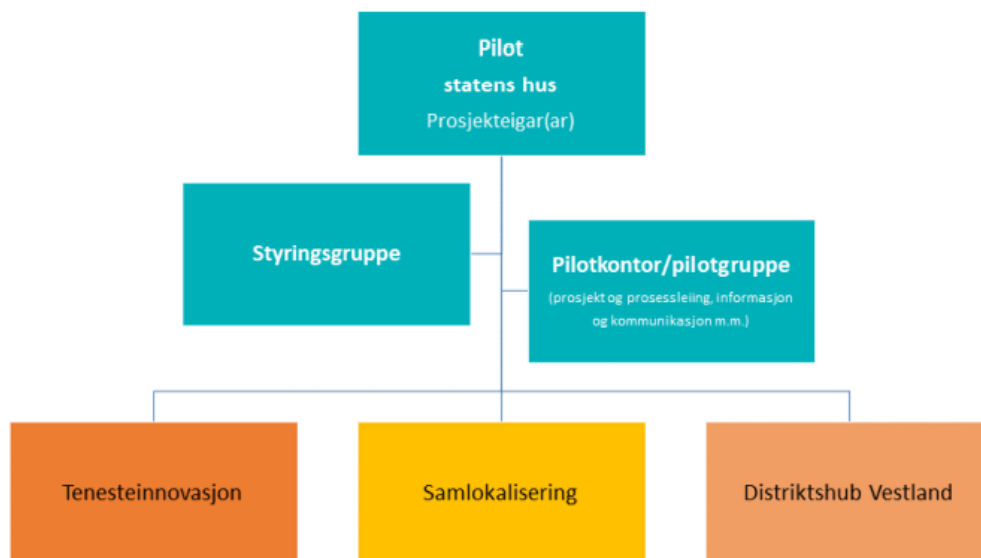 Pilot
statens hus
Prosjekteigar(ar)
Styringsgruppe
Pilotkontor/pilotgruppe
(prosjekt og prosessleiing, informasjon
og kommunikasjon m.m.)
Tenesteinnovasjon
Samlokalisering
Distriktshub Vestland